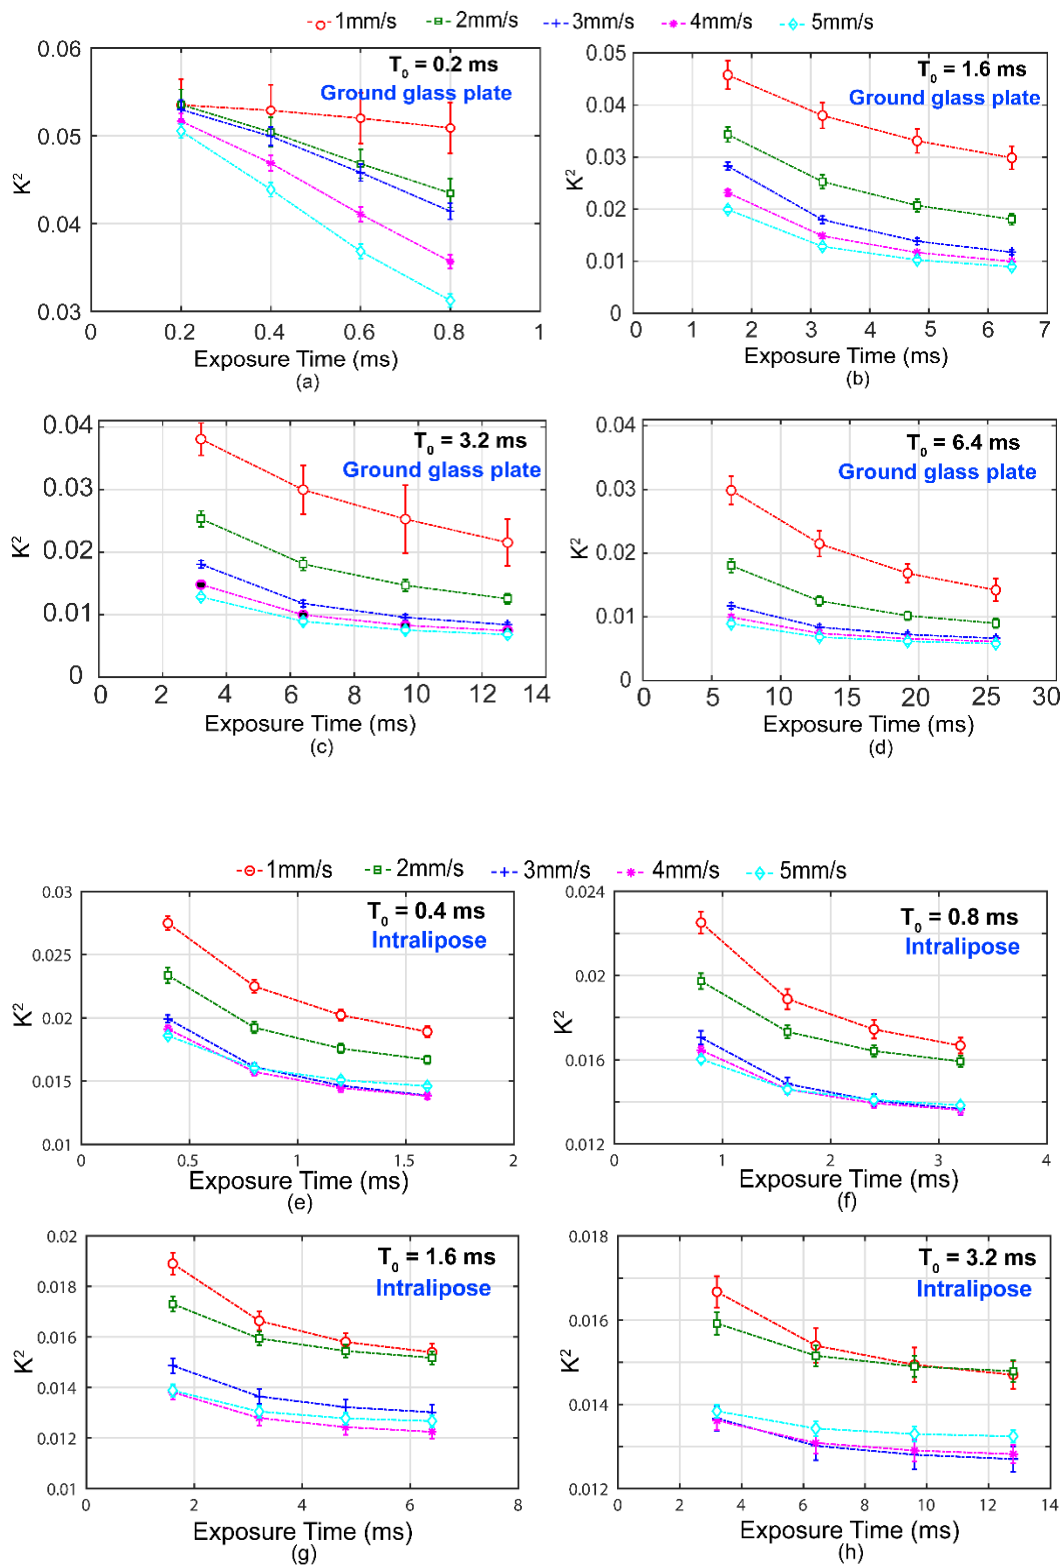 1mm/s 2mm/s 3mm/s 4mm/s 5mm/s
0.06
0.05
0.04
0.03
K²
T₀ = 0.2 ms
Ground glass plate
0 0.2 0.4 0.6 0.8 1
Exposure Time (ms)
(a)
0.05
0.04
0.03
0.02
0.01
0
K²
T₀ = 1.6 ms
Ground glass plate
0 1 2 3 4 5 6 7
Exposure Time (ms)
(b)
0.04
0.03
0.02
0.01
0
K²
T₀ = 3.2 ms
Ground glass plate
0 2 4 6 8 10 12 14
Exposure Time (ms)
(c)
0.04
0.03
0.02
0.01
0
K²
T₀ = 6.4 ms
Ground glass plate
0 5 10 15 20 25 30
Exposure Time (ms)
(d)
1mm/s 2mm/s 3mm/s 4mm/s 5mm/s
0.03
0.025
0.02
0.015
0.01
K²
T₀ = 0.4 ms
Intralipose
0 0.5 1 1.5 2
Exposure Time (ms)
(e)
0.024
0.02
0.016
0.012
K²
T₀ = 0.8 ms
Intralipose
0 1 2 3 4
Exposure Time (ms)
(f)
0.02
0.018
0.016
0.014
0.012
0.01
K²
T₀ = 1.6 ms
Intralipose
0 2 4 6 8
Exposure Time (ms)
(g)
0.018
0.016
0.014
0.012
K²
T₀ = 3.2 ms
Intralipose
0 2 4 6 8 10 12 14
Exposure Time (ms)
(h)